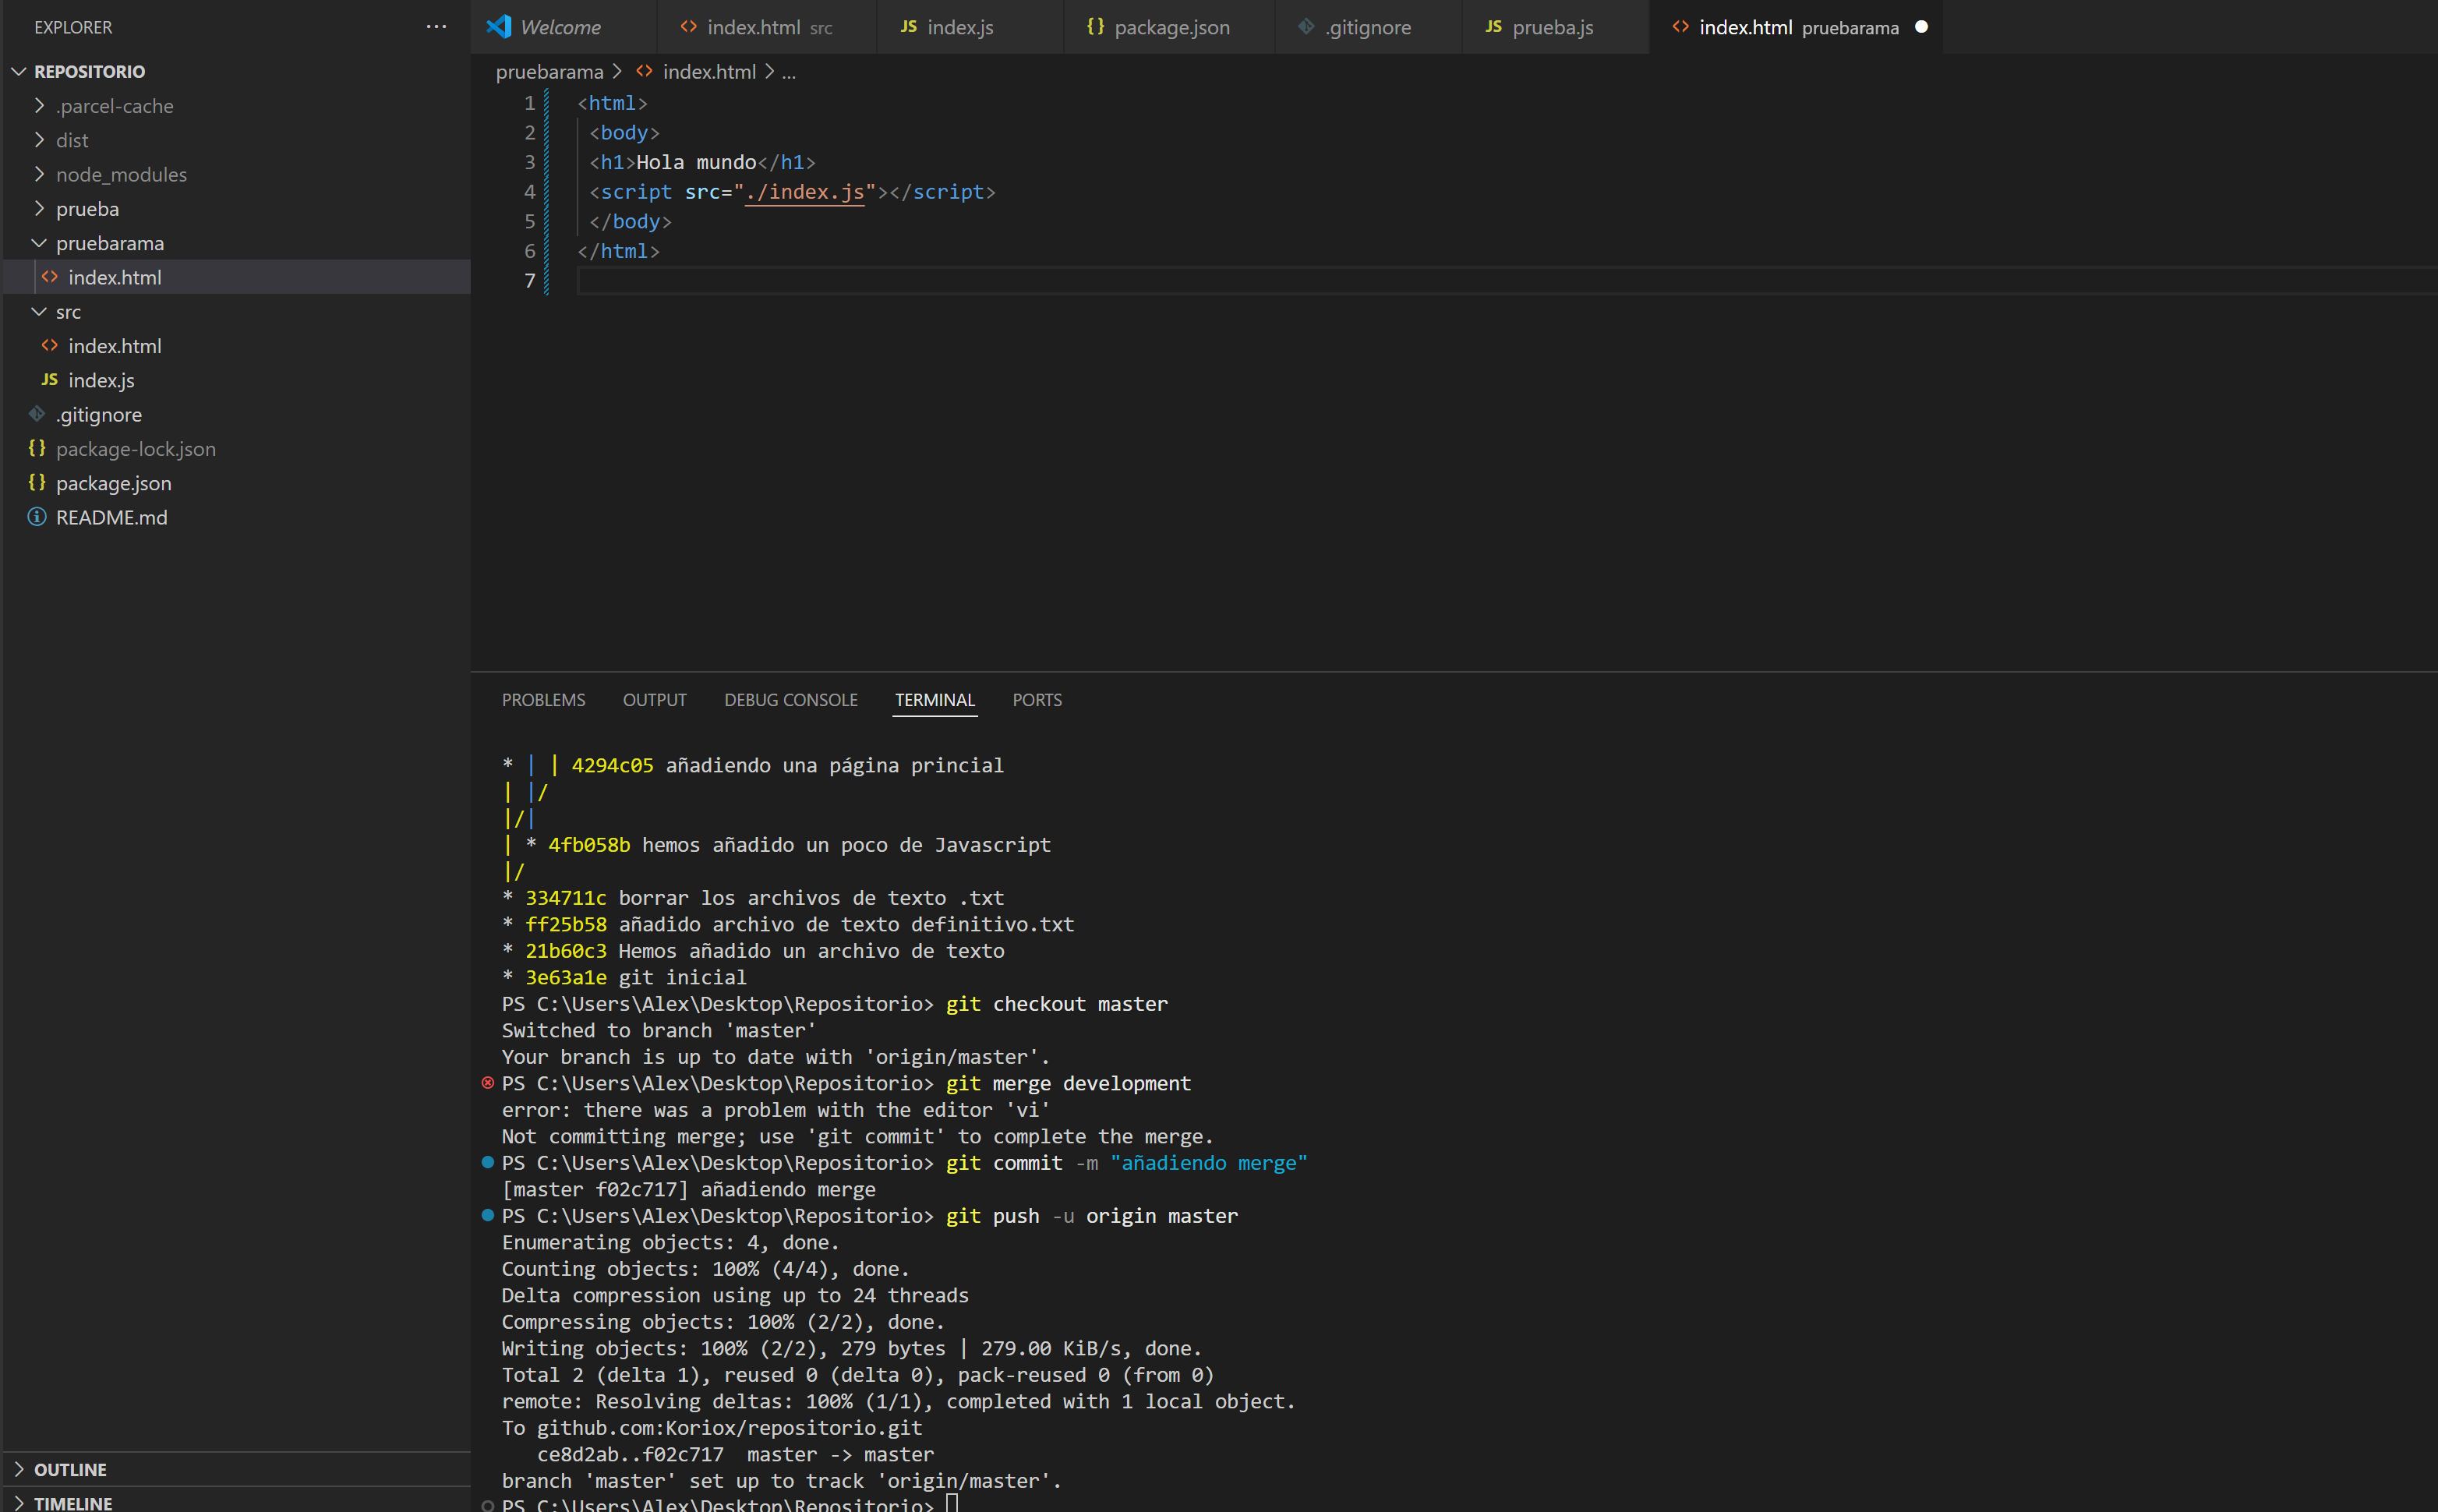 EXPLORER
REPOSITORIO
.parcel-cache
dist
node_modules
prueba
pruebarama
index.html
src
index.html
JS index.js
.gitignore
{} package-lock.json
{} package.json
README.md
OUTLINE
TIMELINE
Welcome
index.html src
JS index.js
{} package.json
.gitignore
JS prueba.js
index.html pruebarama
pruebarama > index.html > ...
1 <html>
2 <body>
3 <h1>Hola mundo</h1>
4 <script src="./index.js"></script>
5 </body>
6 </html>
7
PROBLEMS OUTPUT DEBUG CONSOLE TERMINAL PORTS
* | | 4294c05 añadiendo una página princial
| |/
|/|
| * 4fb058b hemos añadido un poco de Javascript
|/
* 334711c borrar los archivos de texto .txt
* ff25b58 añadido archivo de texto definitivo.txt
* 21b60c3 Hemos añadido un archivo de texto
* 3e63a1e git inicial
PS C:\Users\Alex\Desktop\Repositorio> git checkout master
Switched to branch 'master'
Your branch is up to date with 'origin/master'.
PS C:\Users\Alex\Desktop\Repositorio> git merge development
error: there was a problem with the editor 'vi'
Not committing merge; use 'git commit' to complete the merge.
PS C:\Users\Alex\Desktop\Repositorio> git commit -m "añadiendo merge"
[master f02c717] añadiendo merge
PS C:\Users\Alex\Desktop\Repositorio> git push -u origin master
Enumerating objects: 4, done.
Counting objects: 100% (4/4), done.
Delta compression using up to 24 threads
Compressing objects: 100% (2/2), done.
Writing objects: 100% (2/2), 279 bytes | 279.00 KiB/s, done.
Total 2 (delta 1), reused 0 (delta 0), pack-reused 0 (from 0)
remote: Resolving deltas: 100% (1/1), completed with 1 local object.
To github.com:Koriox/repositorio.git
ce8d2ab..f02c717 master -> master
branch 'master' set up to track 'origin/master'.
PS C:\Users\Alex\Desktop\Repositorio>